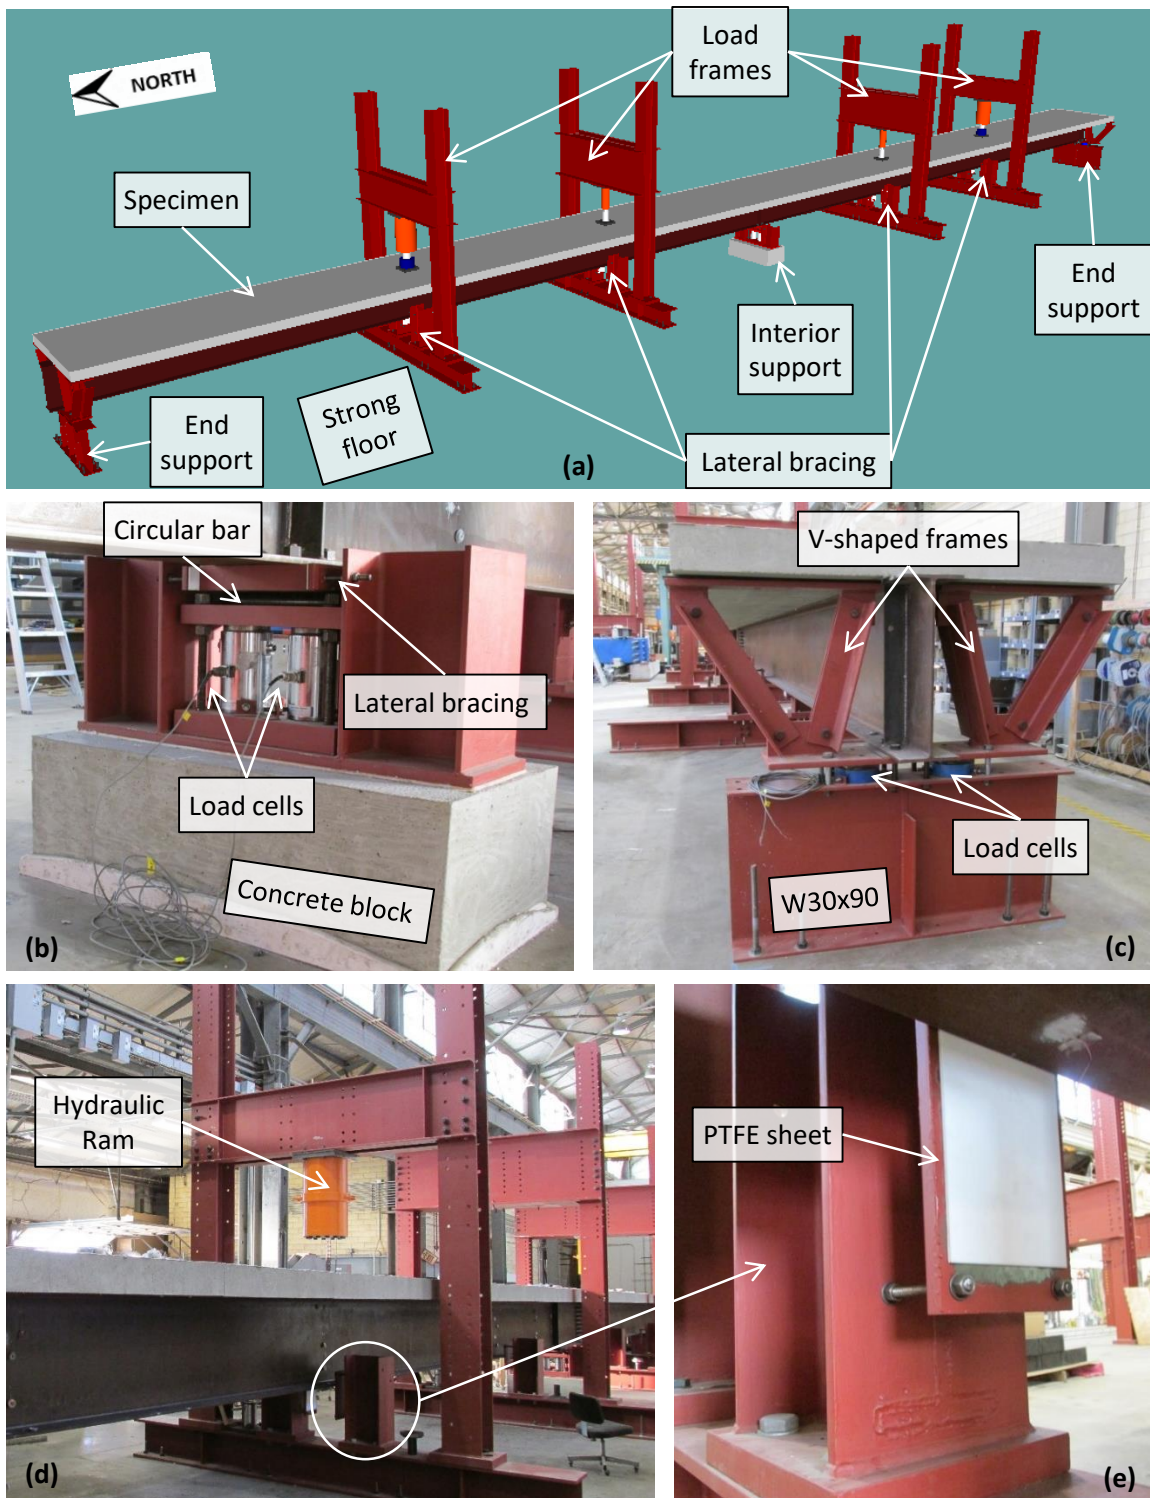 NORTH
Load
frames
Specimen
End
support
Interior
support
End
support
Strong
floor
Lateral bracing
(a)
Circular bar
Lateral bracing
Load cells
Concrete block
(b)
V-shaped frames
Load cells
W30x90
(c)
Hydraulic
Ram
(d)
PTFE sheet
(e)